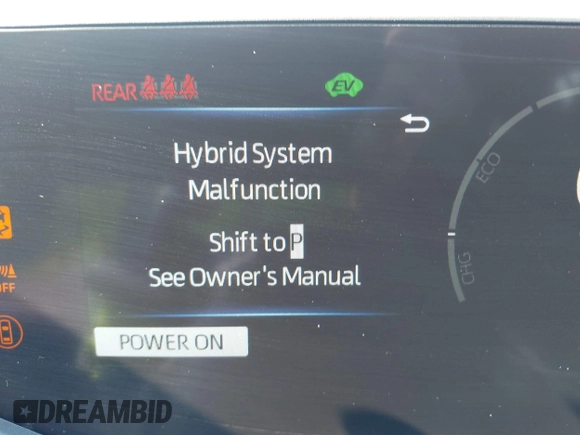 REAR
EV
Hybrid System
Malfunction
Shift to P
See Owner's Manual
POWER ON
ECO
CHG
OFF
DREAMBID